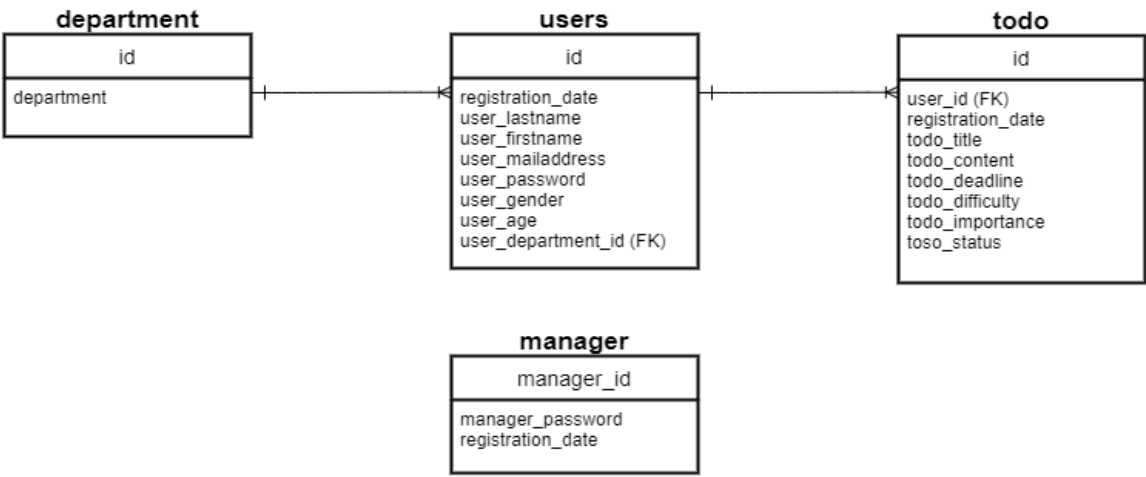 department
id
department
users
id
registration_date
user_lastname
user_firstname
user_mailaddress
user_password
user_gender
user_age
user_department_id (FK)
todo
id
user_id (FK)
registration_date
todo_title
todo_content
todo_deadline
todo_difficulty
todo_importance
toso_status
manager
manager_id
manager_password
registration_date